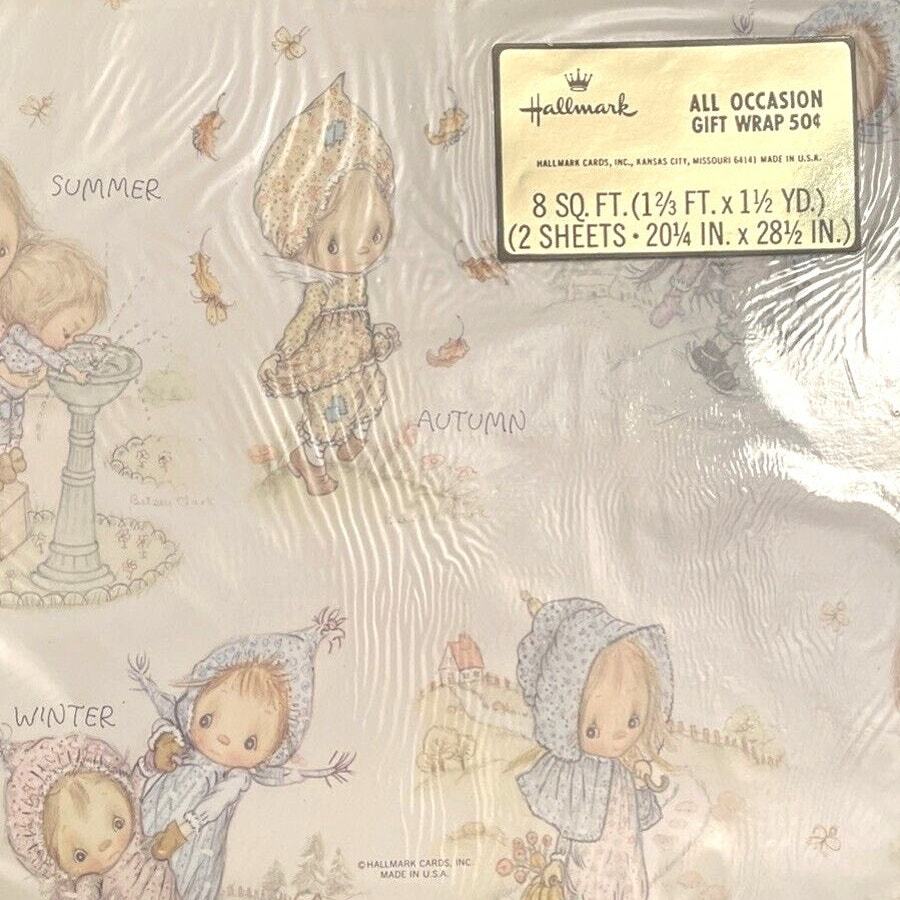 Hallmark
ALL OCCASION
GIFT WRAP 50¢
HALLMARK CARDS, INC., KANSAS CITY, MISSOURI 64141 MADE IN U.S.A.
8 SQ. FT. (1⅔ FT. x 1½ YD.)
(2 SHEETS • 20¼ IN. x 28½ IN.)
SUMMER
AUTUMN
Betsey Clark
WINTER
© HALLMARK CARDS, INC.
MADE IN U.S.A.